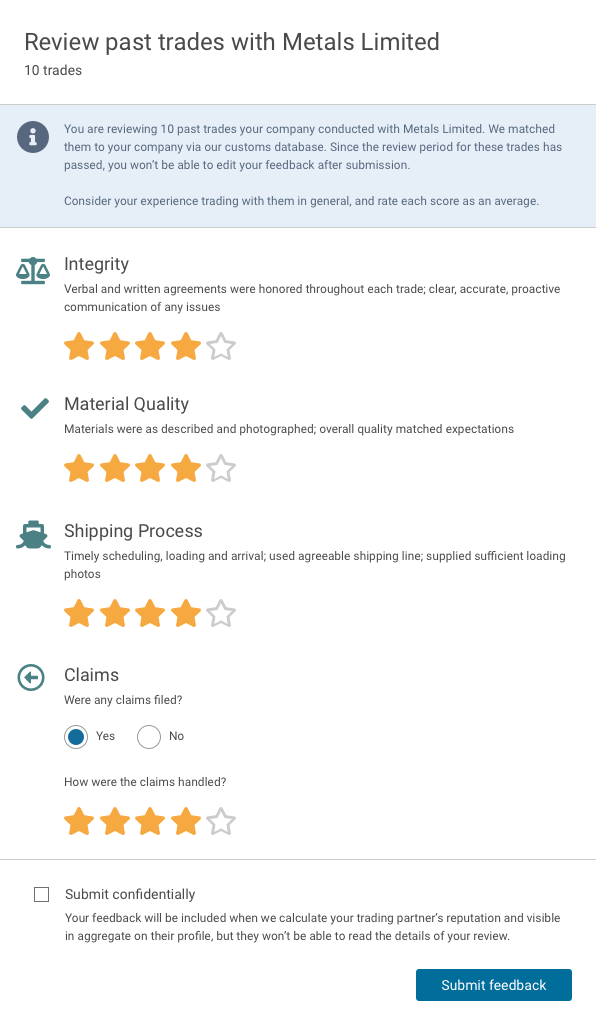 Review past trades with Metals Limited
10 trades
You are reviewing 10 past trades your company conducted with Metals Limited. We matched
them to your company via our customs database. Since the review period for these trades has
passed, you won’t be able to edit your feedback after submission.
Consider your experience trading with them in general, and rate each score as an average.
Integrity
Verbal and written agreements were honored throughout each trade; clear, accurate, proactive
communication of any issues
Material Quality
Materials were as described and photographed; overall quality matched expectations
Shipping Process
Timely scheduling, loading and arrival; used agreeable shipping line; supplied sufficient loading
photos
Claims
Were any claims filed?
Yes No
How were the claims handled?
Submit confidentially
Your feedback will be included when we calculate your trading partner’s reputation and visible
in aggregate on their profile, but they won’t be able to read the details of your review.
Submit feedback